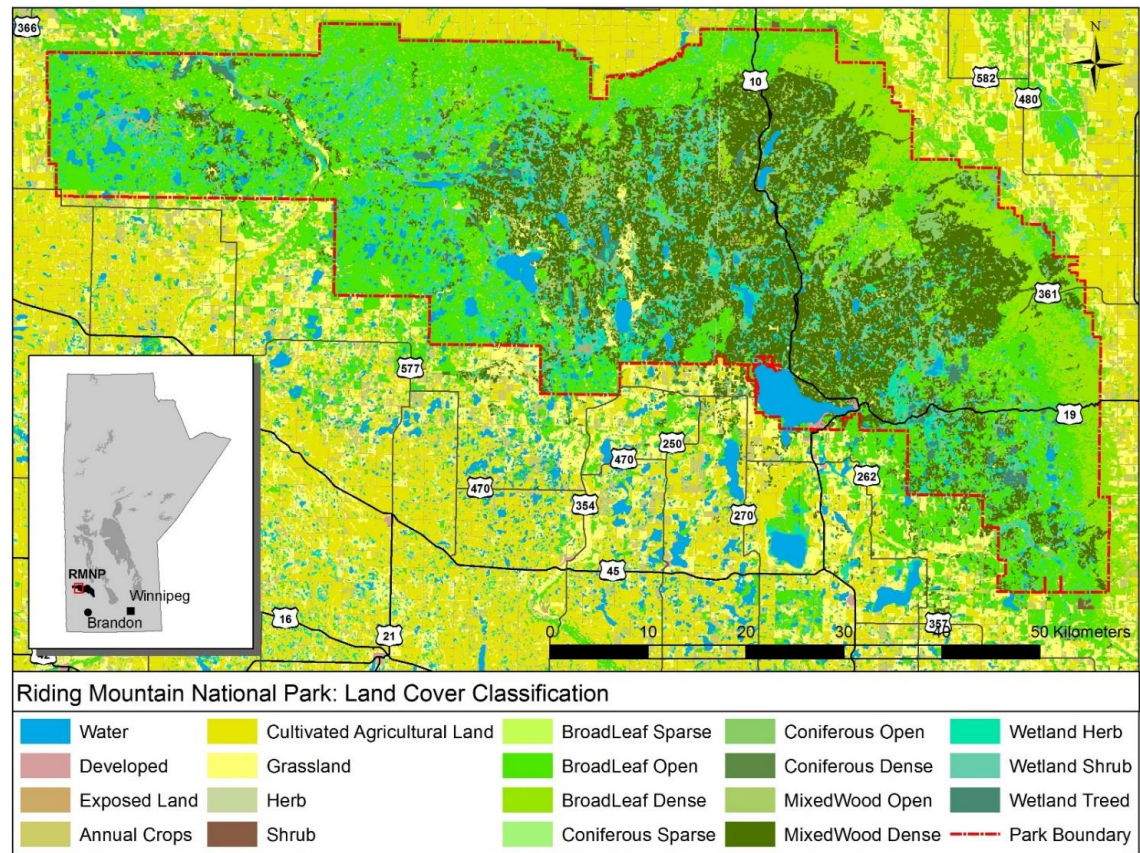 366
N
582
10
480
361
577
19
250
470
262
470
354
270
45
RMNP
Winnipeg
Brandon
16
21
357
0 10 20 30 40 50 Kilometers
Riding Mountain National Park: Land Cover Classification
Water
Developed
Exposed Land
Annual Crops
Cultivated Agricultural Land
Grassland
Herb
Shrub
BroadLeaf Sparse
BroadLeaf Open
BroadLeaf Dense
Coniferous Sparse
Coniferous Open
Coniferous Dense
MixedWood Open
MixedWood Dense
Wetland Herb
Wetland Shrub
Wetland Treed
Park Boundary